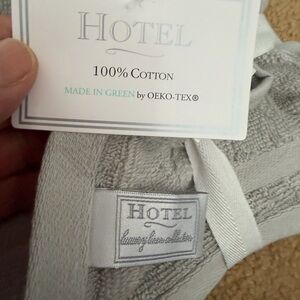 HOTEL
100% COTTON
MADE IN GREEN by OEKO-TEX®
HOTEL
luxury linen collection